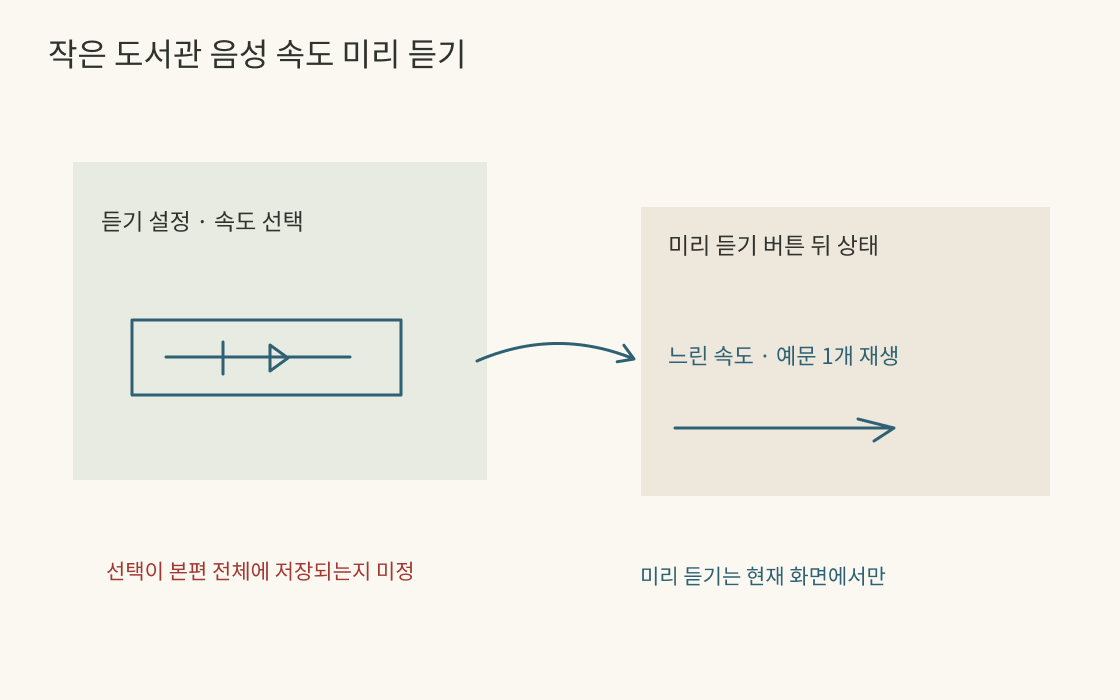 작은 도서관 음성 속도 미리 듣기
듣기 설정 · 속도 선택
미리 듣기 버튼 뒤 상태
느린 속도 · 예문 1개 재생
선택이 본편 전체에 저장되는지 미정
미리 듣기는 현재 화면에서만